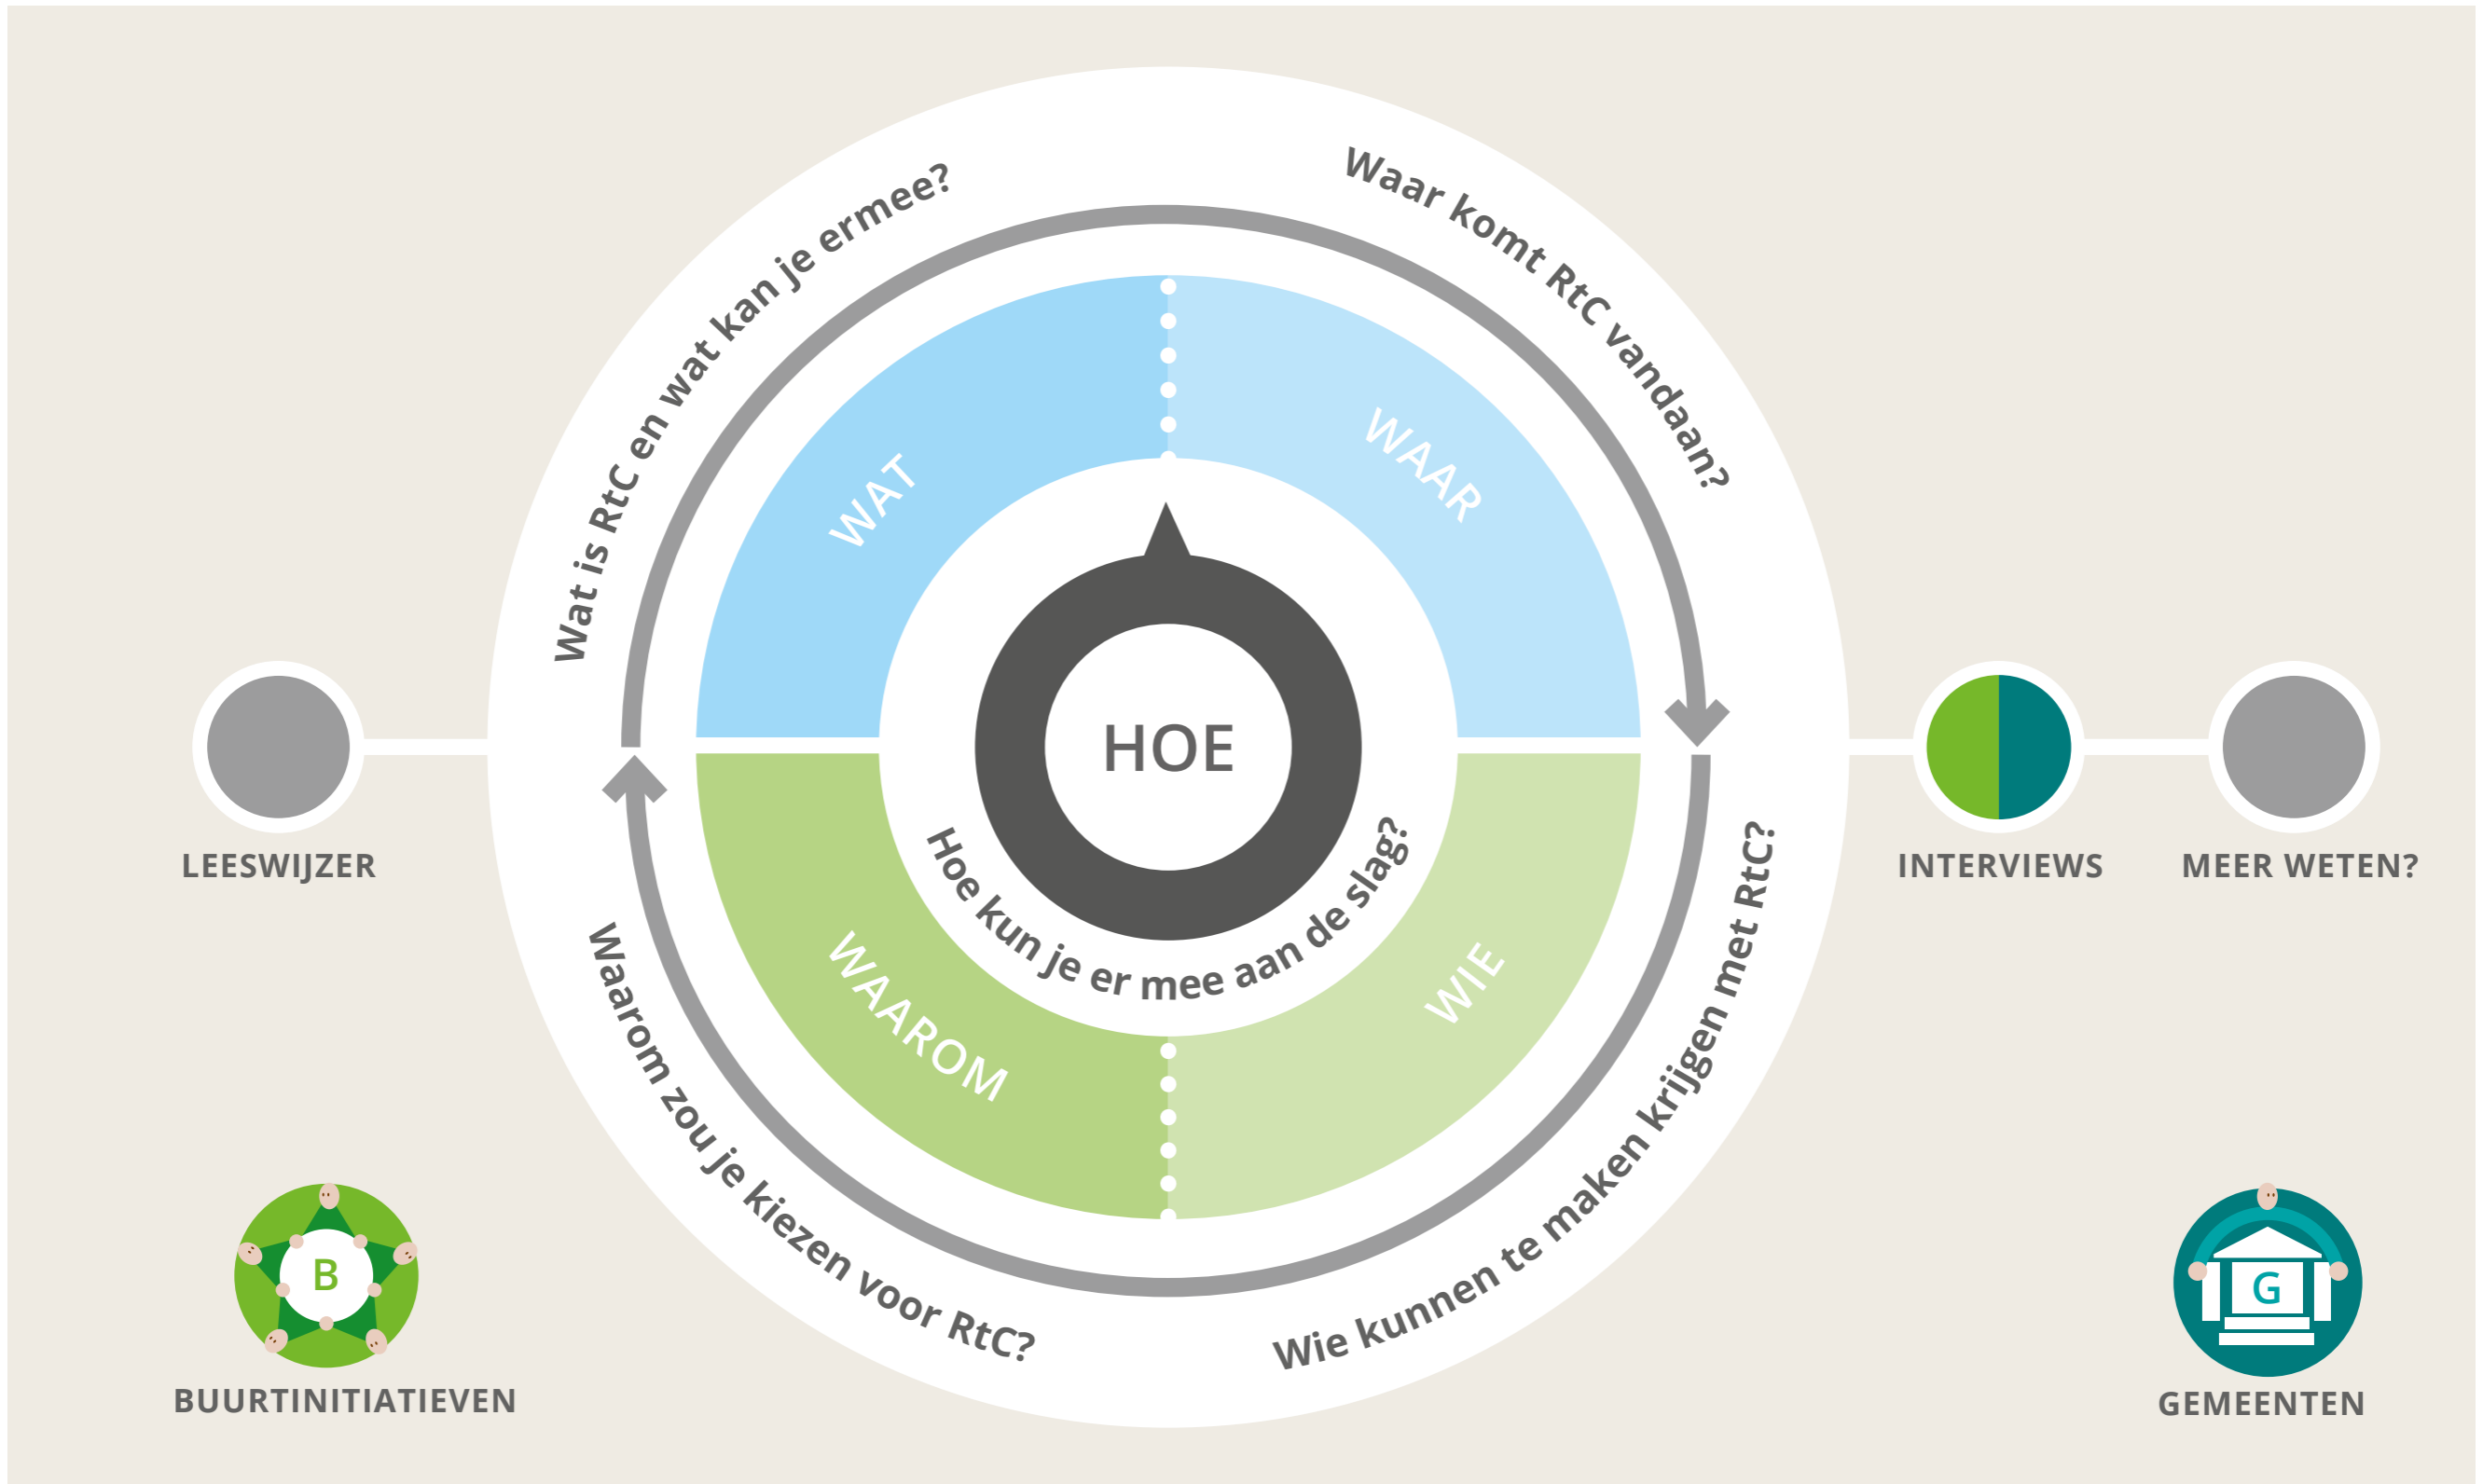 Wat is RtC en wat kan je ermee?
Waar komt RtC vandaan?
WAT
WAAR
HOE
Hoe kun je er mee aan de slag?
WAAROM
WIE
Waarom zou je kiezen voor RtC?
Wie kunnen te maken krijgen met RtC?
LEESWIJZER
INTERVIEWS
MEER WETEN?
B
BUURTINITIATIEVEN
G
GEMEENTEN